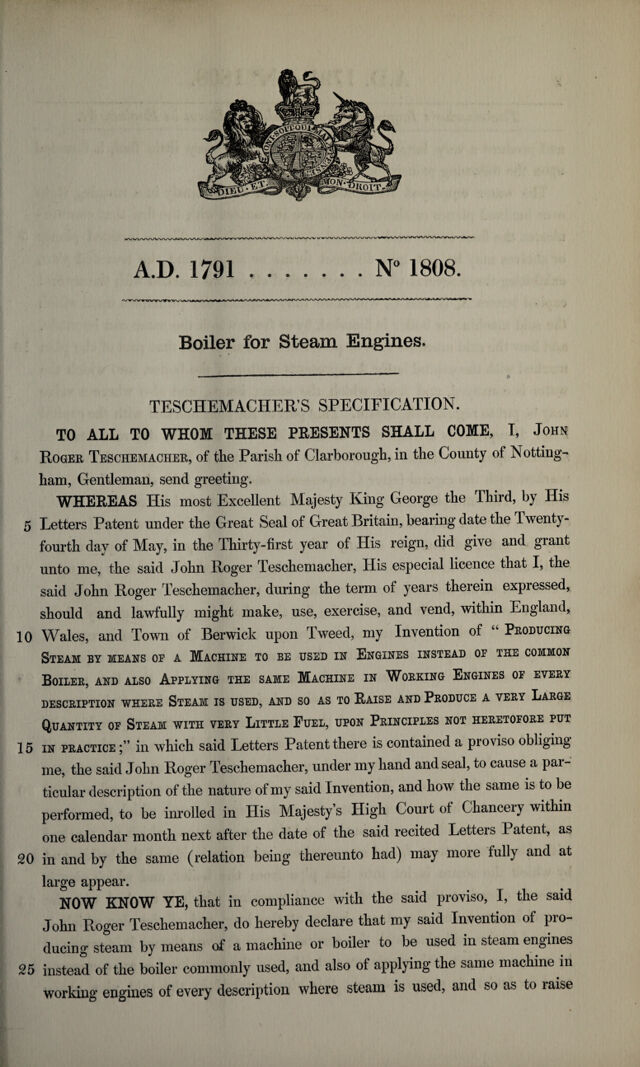 HONI SOIT QUI MAL
DIEU·ET·MON·DROIT.
A.D. 1791 . . . . . . . Nº 1808.
Boiler for Steam Engines.
TESCHEMACHER'S SPECIFICATION.
TO ALL TO WHOM THESE PRESENTS SHALL COME, I, JOHN
ROGER TESCHEMACHER, of the Parish of Clarborough, in the County of Notting-
ham, Gentleman, send greeting.
WHEREAS His most Excellent Majesty King George the Third, by His
5 Letters Patent under the Great Seal of Great Britain, bearing date the Twenty-
fourth day of May, in the Thirty-first year of His reign, did give and grant
unto me, the said John Roger Teschemacher, His especial licence that I, the
said John Roger Teschemacher, during the term of years therein expressed,
should and lawfully might make, use, exercise, and vend, within England,
10 Wales, and Town of Berwick upon Tweed, my Invention of “ PRODUCING
STEAM BY MEANS OF A MACHINE TO BE USED IN ENGINES INSTEAD OF THE COMMON
BOILER, AND ALSO APPLYING THE SAME MACHINE IN WORKING ENGINES OF EVERY
DESCRIPTION WHERE STEAM IS USED, AND SO AS TO RAISE AND PRODUCE A VERY LARGE
QUANTITY OF STEAM WITH VERY LITTLE FUEL, UPON PRINCIPLES NOT HERETOFORE PUT
15 IN PRACTICE;” in which said Letters Patent there is contained a proviso obliging
me, the said John Roger Teschemacher, under my hand and seal, to cause a par-
ticular description of the nature of my said Invention, and how the same is to be
performed, to be inrolled in His Majesty's High Court of Chancery within
one calendar month next after the date of the said recited Letters Patent, as
20 in and by the same (relation being thereunto had) may more fully and at
large appear.
NOW KNOW YE, that in compliance with the said proviso, I, the said
John Roger Teschemacher, do hereby declare that my said Invention of pro-
ducing steam by means of a machine or boiler to be used in steam engines
25 instead of the boiler commonly used, and also of applying the same machine in
working engines of every description where steam is used, and so as to raise